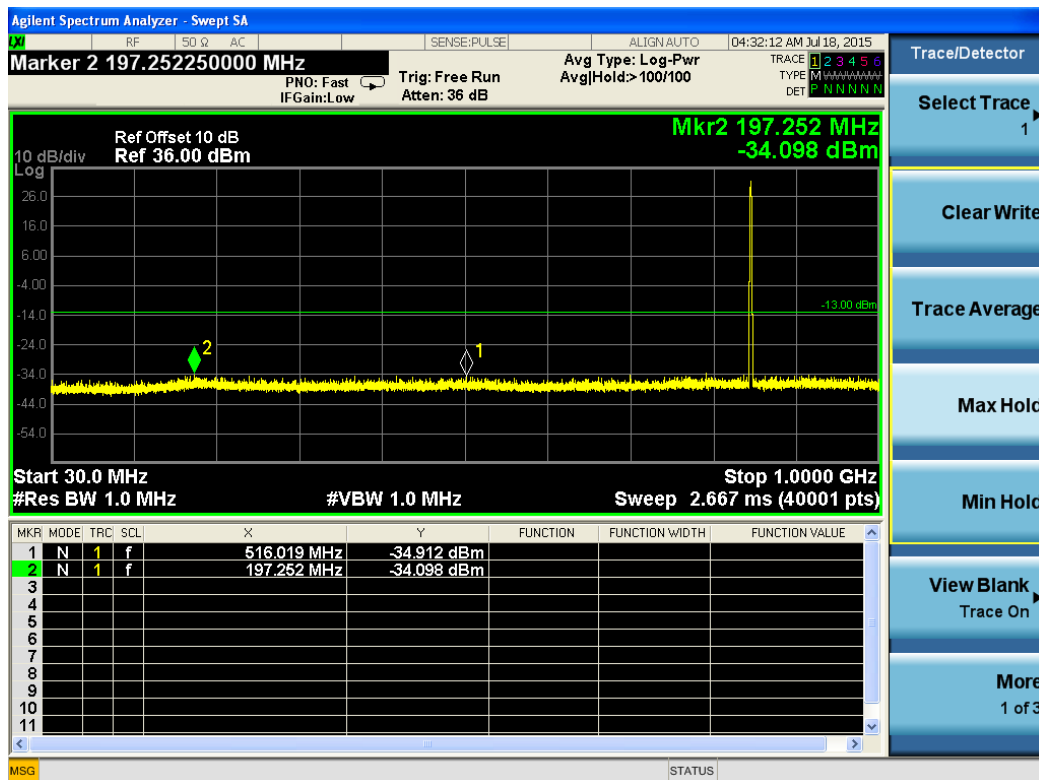 Agilent Spectrum Analyzer - Swept SA
LXI RF 50 Ω AC SENSE:PULSE ALIGN AUTO 04:32:12 AM Jul 18, 2015
Marker 2 197.252250000 MHz
PNO: Fast
IFGain:Low
Trig: Free Run
Atten: 36 dB
Avg Type: Log-Pwr
Avg|Hold:> 100/100
TRACE 1 2 3 4 5 6
TYPE M W W W W W
DET P N N N N N
Mkr2 197.252 MHz
-34.098 dBm
Ref Offset 10 dB
Ref 36.00 dBm
10 dB/div
Log
26.0
16.0
6.00
-4.00
-13.00 dBm
-14.0
-24.0
2
1
-34.0
-44.0
-54.0
Start 30.0 MHz Stop 1.0000 GHz
#Res BW 1.0 MHz #VBW 1.0 MHz Sweep 2.667 ms (40001 pts)
MKR MODE TRC SCL X Y FUNCTION FUNCTION WIDTH FUNCTION VALUE
1 N 1 f 516.019 MHz -34.912 dBm
2 N 1 f 197.252 MHz -34.098 dBm
3
4
5
6
7
8
9
10
11
MSG STATUS
Trace/Detector
Select Trace
1
Clear Write
Trace Average
Max Hold
Min Hold
View Blank
Trace On
More
1 of 3